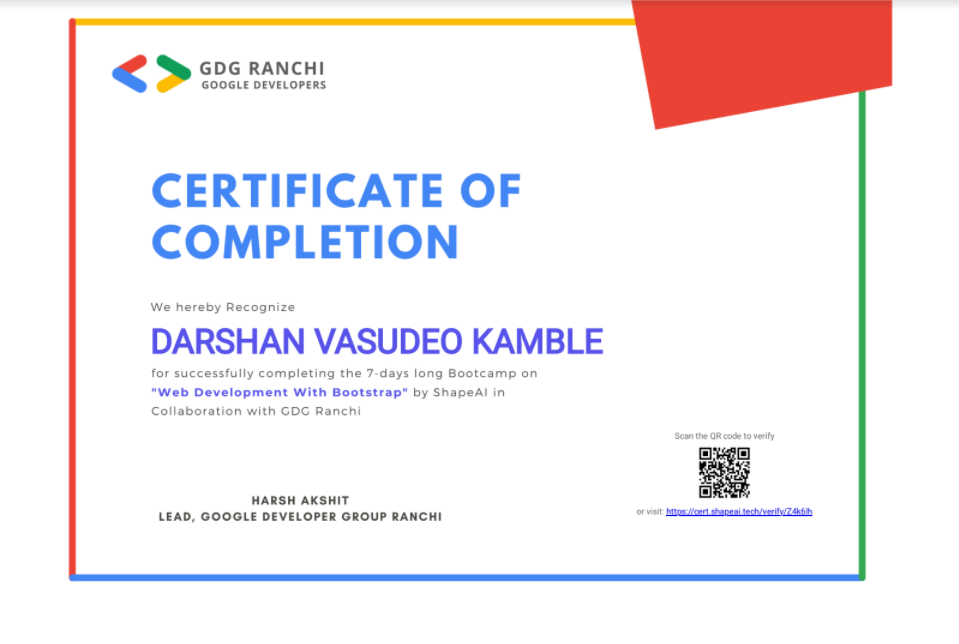 GDG RANCHI
GOOGLE DEVELOPERS
CERTIFICATE OF
COMPLETION
We hereby Recognize
DARSHAN VASUDEO KAMBLE
for successfully completing the 7-days long Bootcamp on
"Web Development With Bootstrap" by ShapeAI in
Collaboration with GDG Ranchi
Scan the QR code to verify
or visit: https://cert.shapeai.tech/verify/Z4k6lh
HARSH AKSHIT
LEAD, GOOGLE DEVELOPER GROUP RANCHI